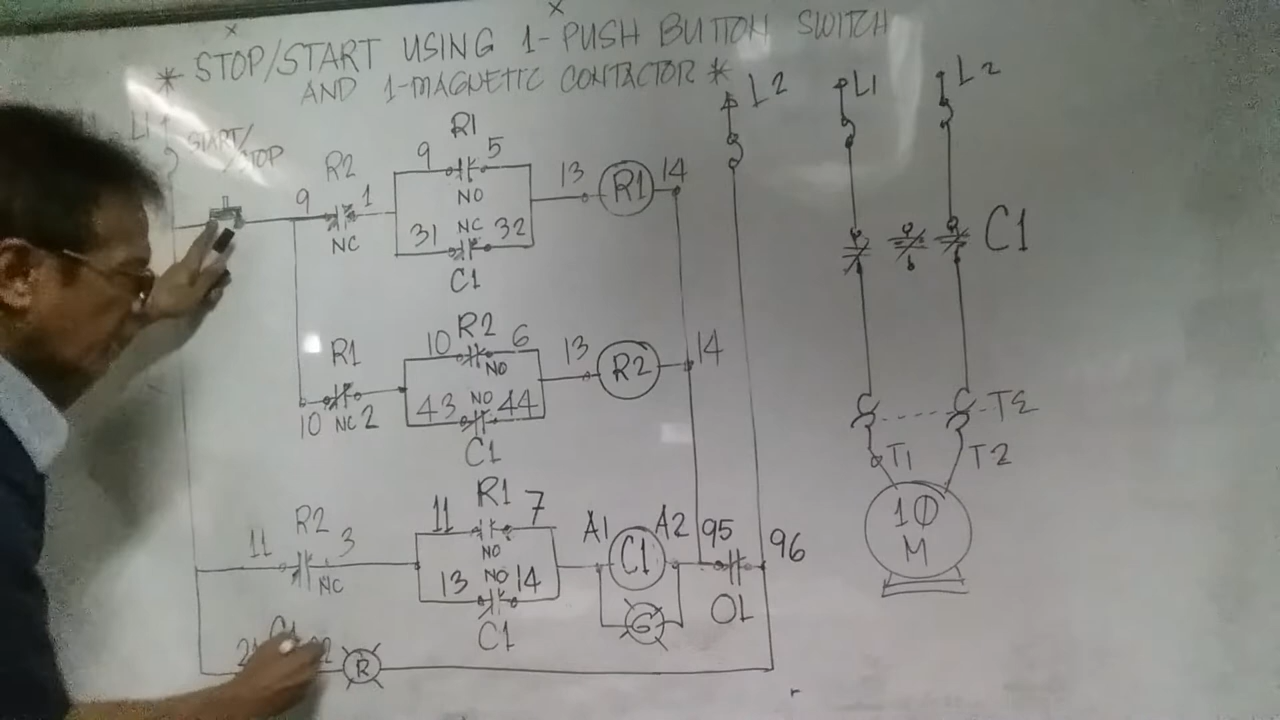 * STOP/START USING 1-PUSH BUTTON SWITCH
AND 1-MAGNETIC CONTACTOR *
L1
START/
STOP
L2
L1
L2
R1
9 5
NO
R2
9 1
NC
NC
31 32
C1
13 R1 14
C1
R2
10 6
NO
R1
10 NC 2
NO
43 44
C1
13 R2 14
T1
T2
1Φ
M
R1
11 7
NO
R2
11 3
NC
NO
13 14
C1
A1 C1 A2
95 96
OL
G
C1
21 22
R